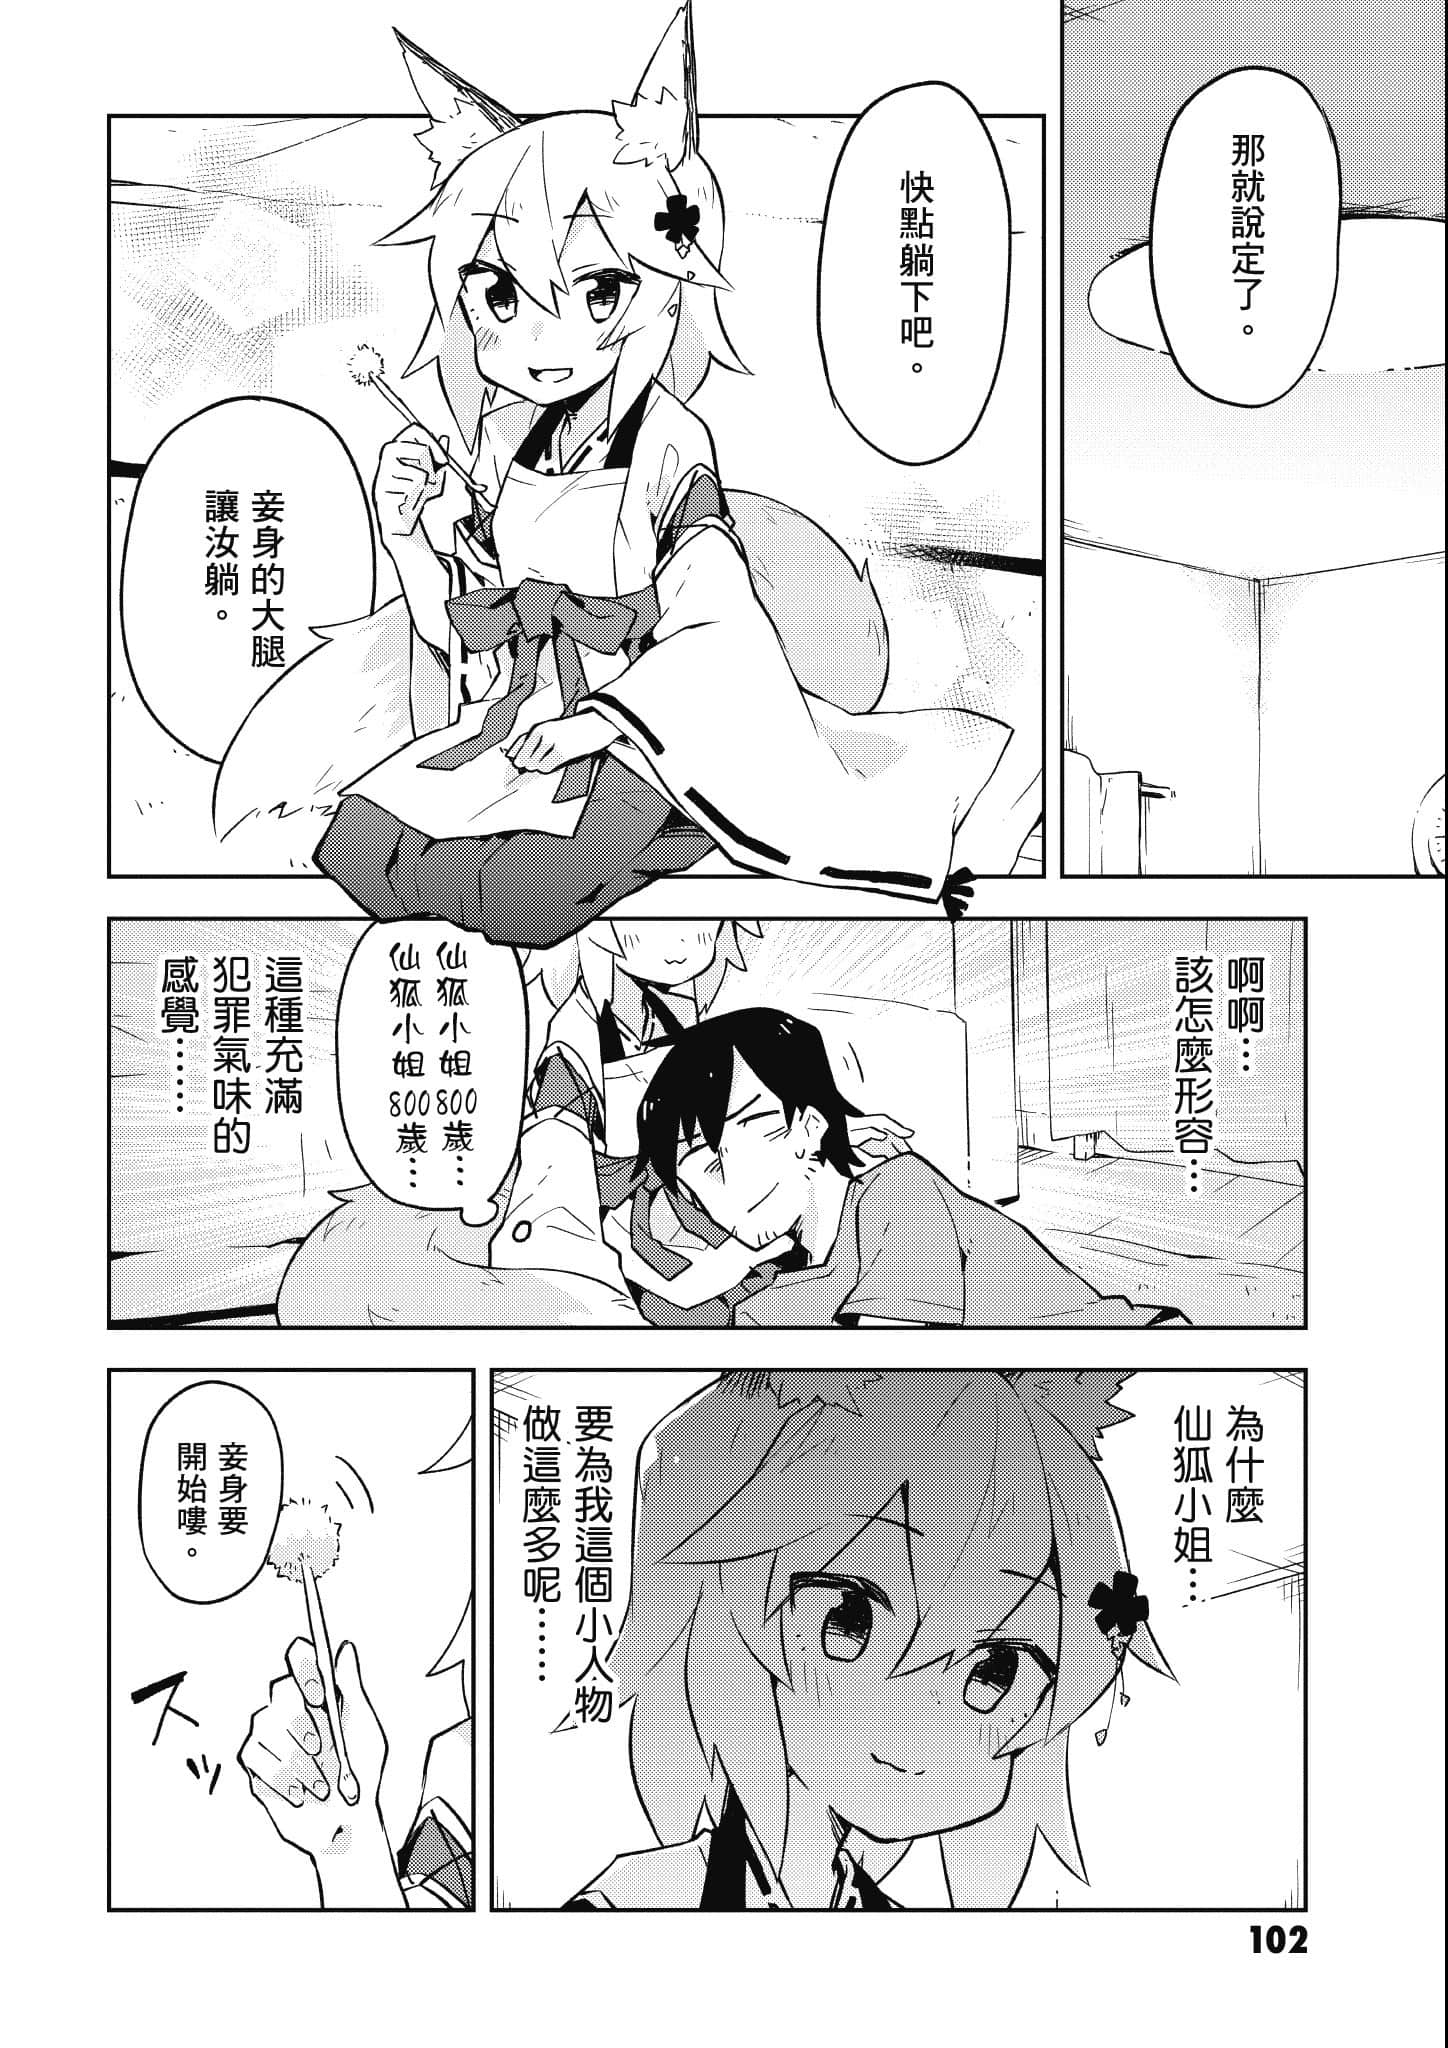 那就說定了。
快點躺下吧。
妾身的大腿
讓汝躺。
啊啊…
該怎麼形容…
仙狐小姐800歲…
仙狐小姐800歲…
這種充滿
犯罪氣味的
感覺……
為什麼
仙狐小姐…
要為我這個小人物
做這麼多呢……
妾身要
開始嘍。
スッ
102